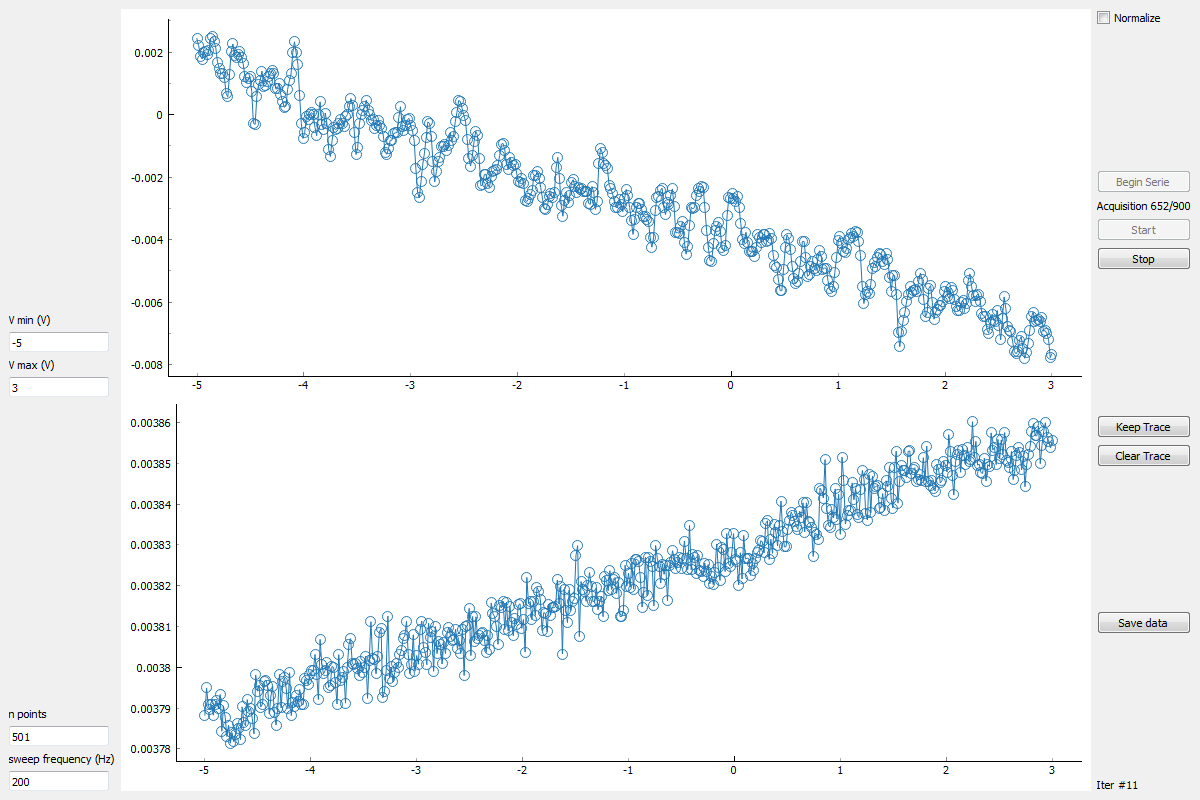 Normalize
0.002
0
-0.002
-0.004
-0.006
-0.008
-5 -4 -3 -2 -1 0 1 2 3
Begin Serie
Acquisition 652/900
Start
Stop
V min (V)
-5
V max (V)
3
0.00386
0.00385
0.00384
0.00383
0.00382
0.00381
0.0038
0.00379
0.00378
-5 -4 -3 -2 -1 0 1 2 3
Keep Trace
Clear Trace
Save data
n points
501
sweep frequency (Hz)
200
Iter #11